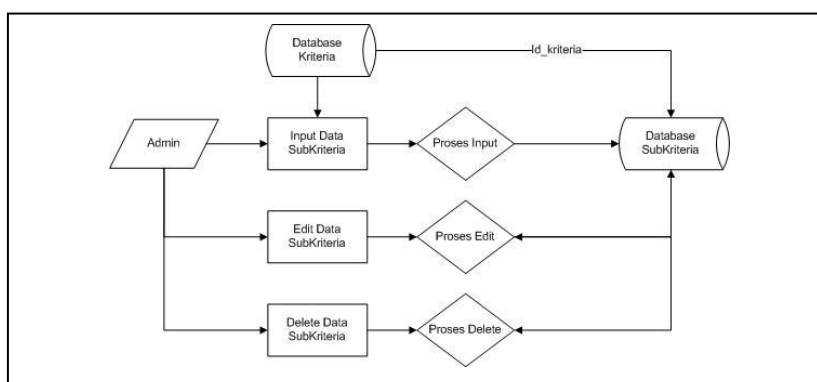 Database
Kriteria
Id_kriteria
Admin
Input Data
SubKriteria
Proses Input
Database
SubKriteria
Edit Data
SubKriteria
Proses Edit
Delete Data
SubKriteria
Proses Delete